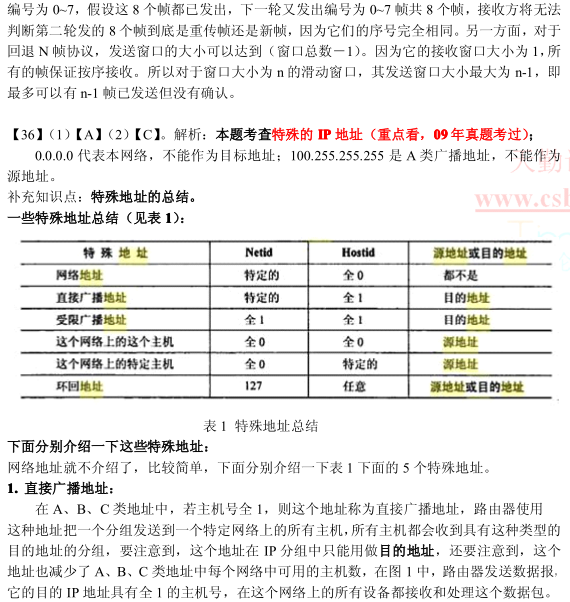 编号为 0~7，假设这 8 个帧都已发出，下一轮又发出编号为 0~7 帧共 8 个帧，接收方将无法
判断第二轮发的 8 个帧到底是重传帧还是新帧，因为它们的序号完全相同。另一方面，对于
回退 N 帧协议，发送窗口的大小可以达到（窗口总数－1）。因为它的接收窗口大小为 1，所
有的帧保证按序接收。所以对于窗口大小为 n 的滑动窗口，其发送窗口大小最大为 n-1，即
最多可以有 n-1 帧已发送但没有确认。
【36】（1）【A】（2）【C】。解析：本题考查特殊的 IP 地址（重点看，09 年真题考过）；
0.0.0.0 代表本网络，不能作为目标地址；100.255.255.255 是 A 类广播地址，不能作为
源地址。
补充知识点：特殊地址的总结。
www.csl
一些特殊地址总结（见表 1）：
特 殊 地 址 Netid Hostid 源地址或目的地址
网络地址 特定的 全 0 都不是
直接广播地址 特定的 全 1 目的地址
受限广播地址 全 1 全 1 目的地址
这个网络上的这个主机 全 0 全 0 源地址
这个网络上的特定主机 全 0 特定的 源地址
环回地址 127 任意 源地址或目的地址
表 1 特殊地址总结
下面分别介绍一下这些特殊地址：
网络地址就不介绍了，比较简单，下面分别介绍一下表 1 下面的 5 个特殊地址。
1. 直接广播地址：
在 A、B、C 类地址中，若主机号全 1，则这个地址称为直接广播地址，路由器使用
这种地址把一个分组发送到一个特定网络上的所有主机，所有主机都会收到具有这种类型的
目的地址的分组，要注意到，这个地址在 IP 分组中只能用做目的地址，还要注意到，这个
地址也减少了 A、B、C 类地址中每个网络中可用的主机数，在图 1 中，路由器发送数据报，
它的目的 IP 地址具有全 1 的主机号，在这个网络上的所有设备都接收和处理这个数据包。